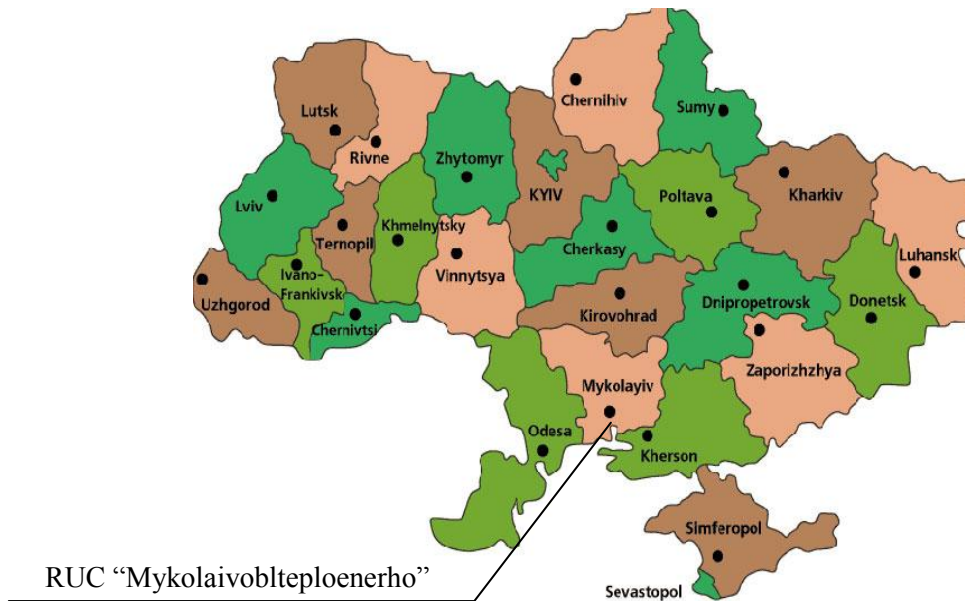 Chernihiv
Sumy
Lutsk
Rivne
Zhytomyr
KYIV
Poltava
Kharkiv
Lviv
Ternopil
Khmelnytsky
Cherkasy
Luhansk
Vinnytsya
Ivano-
Frankivsk
Uzhgorod
Chernivtsi
Kirovohrad
Dnipropetrovsk
Donetsk
Zaporizhzhya
Mykolayiv
Odesa
Kherson
Simferopol
Sevastopol
RUC “Mykolaivoblteploenerho”